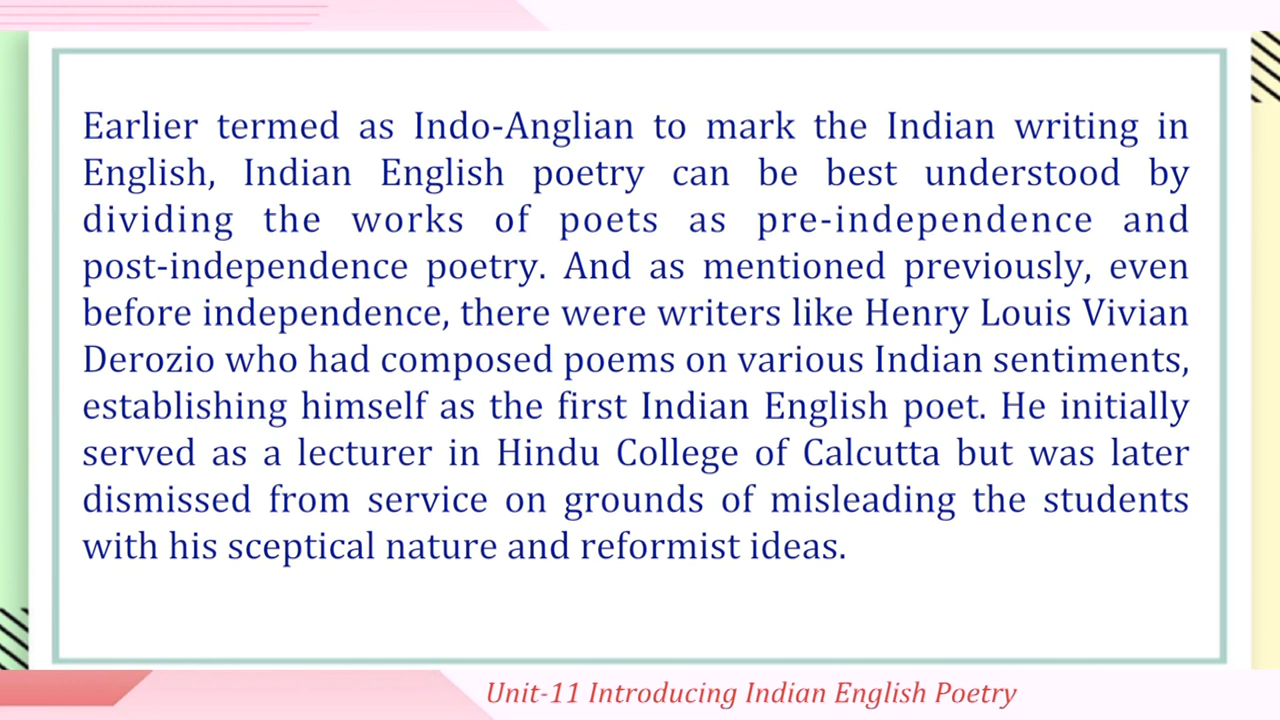 Earlier termed as Indo-Anglian to mark the Indian writing in
English, Indian English poetry can be best understood by
dividing the works of poets as pre-independence and
post-independence poetry. And as mentioned previously, even
before independence, there were writers like Henry Louis Vivian
Derozio who had composed poems on various Indian sentiments,
establishing himself as the first Indian English poet. He initially
served as a lecturer in Hindu College of Calcutta but was later
dismissed from service on grounds of misleading the students
with his sceptical nature and reformist ideas.
Unit-11 Introducing Indian English Poetry